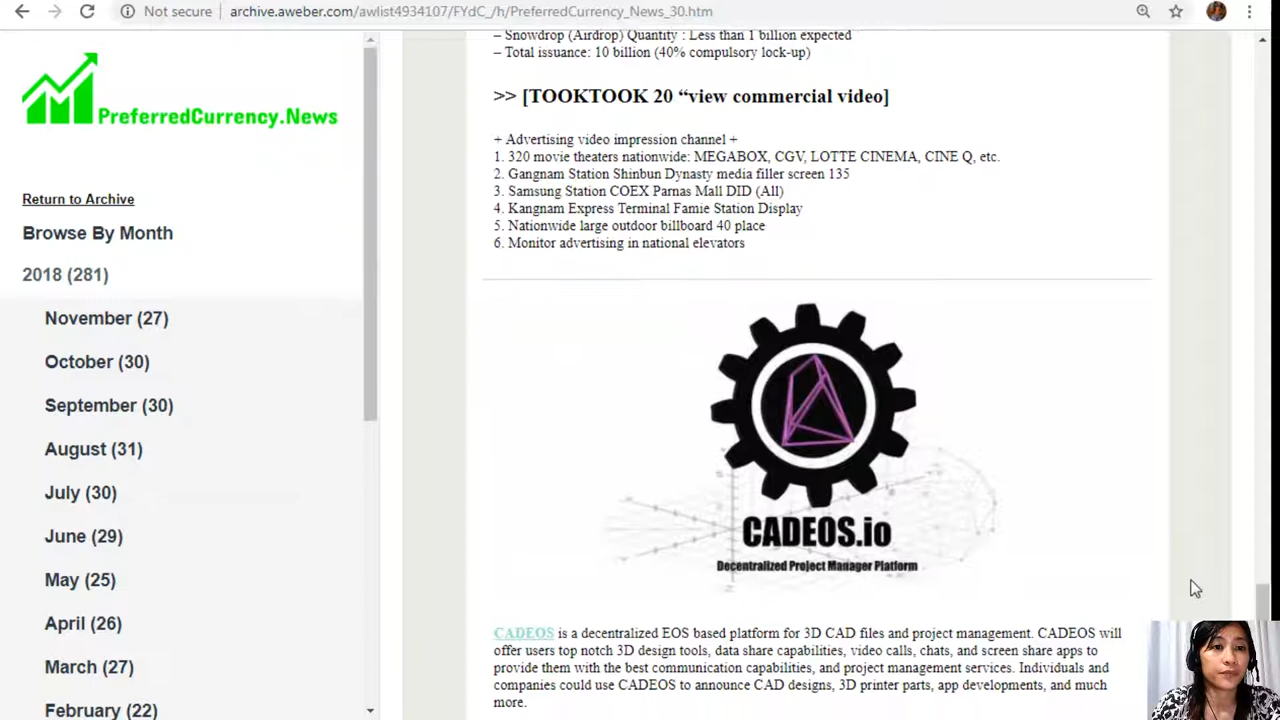 Not secure
archive.aweber.com/awlist4934107/FYdC_/h/PreferredCurrency_News_30.htm
PreferredCurrency.News
Return to Archive
Browse By Month
2018 (281)
November (27)
October (30)
September (30)
August (31)
July (30)
June (29)
May (25)
April (26)
March (27)
February (22)
– Snowdrop (Airdrop) Quantity : Less than 1 billion expected
– Total issuance: 10 billion (40% compulsory lock-up)
>> [TOOKTOOK 20 “view commercial video]
+ Advertising video impression channel +
1. 320 movie theaters nationwide: MEGABOX, CGV, LOTTE CINEMA, CINE Q, etc.
2. Gangnam Station Shinbun Dynasty media filler screen 135
3. Samsung Station COEX Parnas Mall DID (All)
4. Kangnam Express Terminal Famie Station Display
5. Nationwide large outdoor billboard 40 place
6. Monitor advertising in national elevators
CADEOS.io
Decentralized Project Manager Platform
CADEOS is a decentralized EOS based platform for 3D CAD files and project management. CADEOS will
offer users top notch 3D design tools, data share capabilities, video calls, chats, and screen share apps to
provide them with the best communication capabilities, and project management services. Individuals and
companies could use CADEOS to announce CAD designs, 3D printer parts, app developments, and much
more.